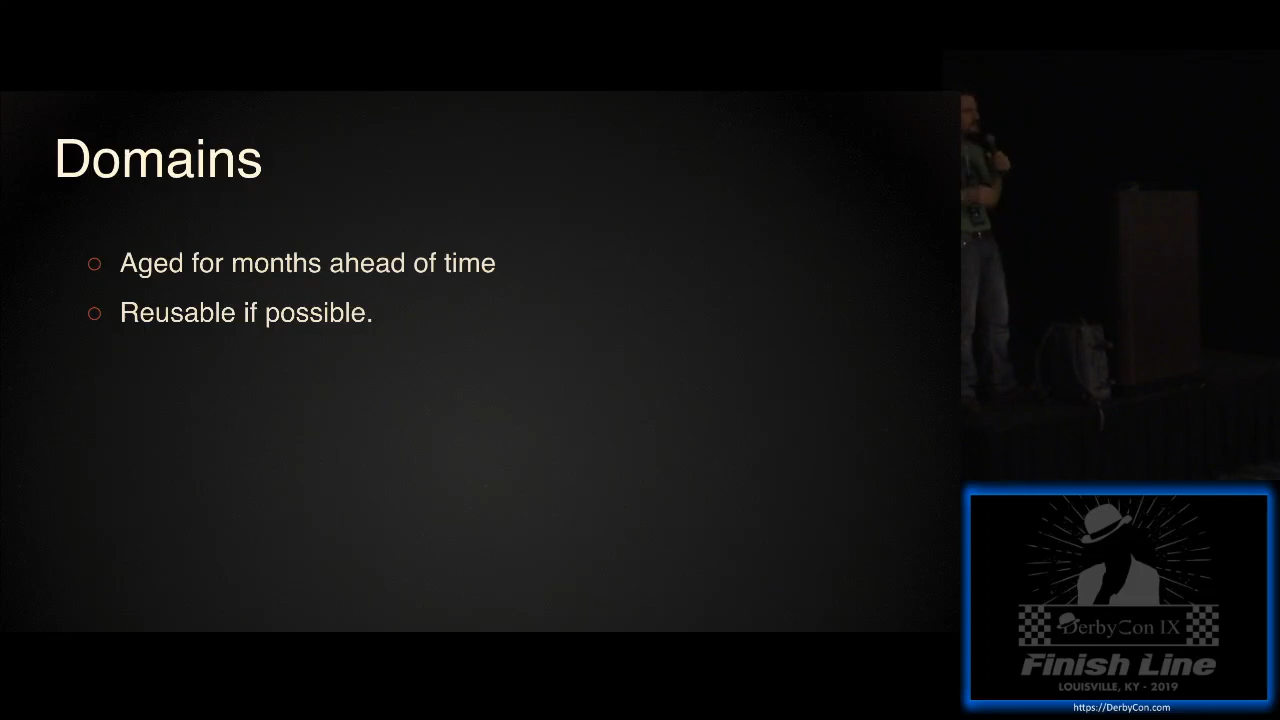 Domains
Aged for months ahead of time
Reusable if possible.
DerbyCon IX
Finish Line
LOUISVILLE, KY - 2019
https://DerbyCon.com